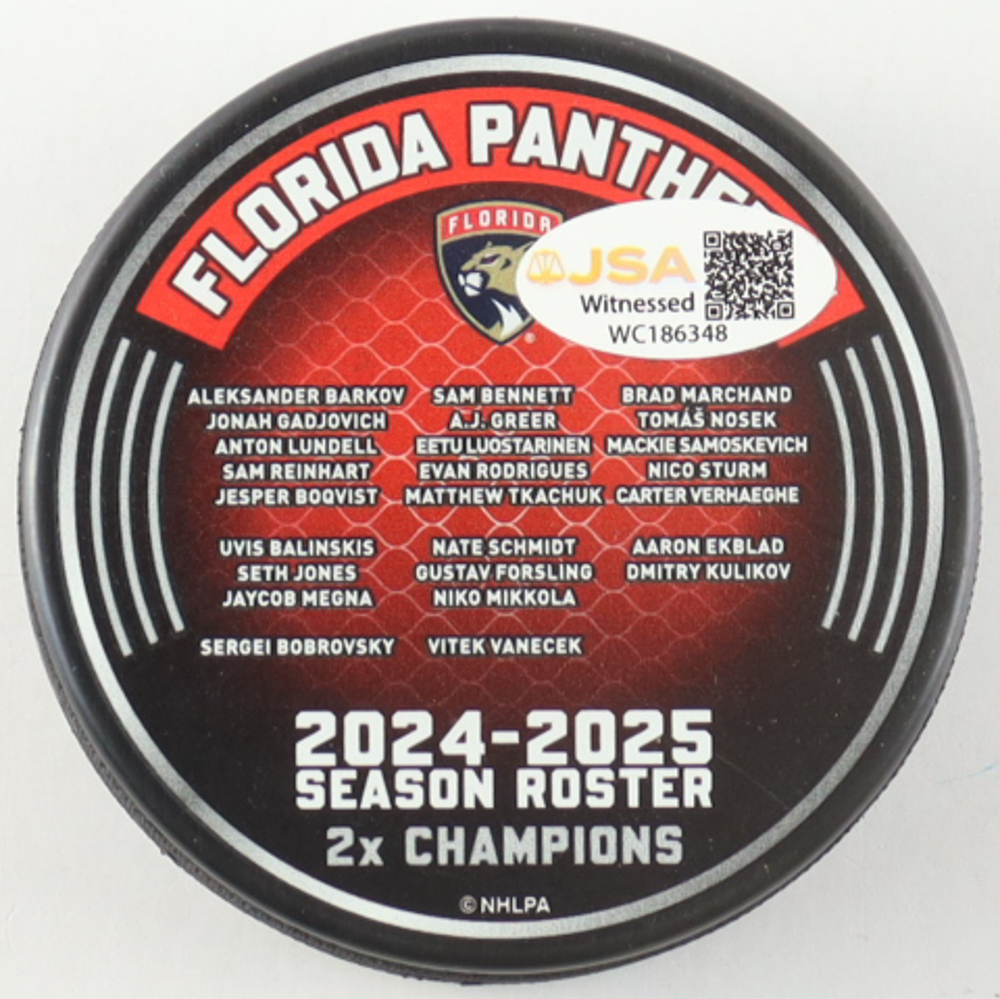 FLORIDA PANTHE
FLORIDA
JSA
Witnessed
WC186348
ALEKSANDER BARKOV SAM BENNETT BRAD MARCHAND
JONAH GADJOVICH A.J. GREER TOMÁŠ NOSEK
ANTON LUNDELL EETU LUOSTARINEN MACKIE SAMOSKEVICH
SAM REINHART EVAN RODRIGUES NICO STURM
JESPER BOQVIST MATTHEW TKACHUK CARTER VERHAEGHE
UVIS BALINSKIS NATE SCHMIDT AARON EKBLAD
SETH JONES GUSTAV FORSLING DMITRY KULIKOV
JAYCOB MEGNA NIKO MIKKOLA
SERGEI BOBROVSKY VITEK VANECEK
2024-2025
SEASON ROSTER
2x CHAMPIONS
© NHLPA